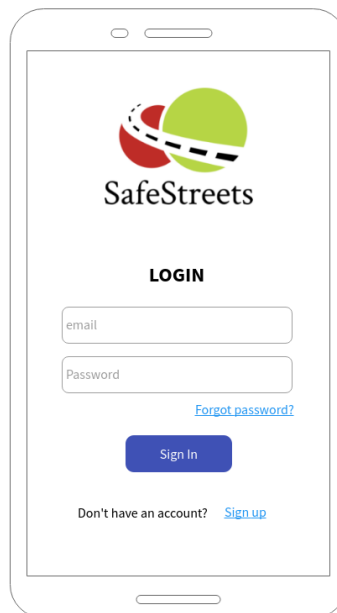 SafeStreets
LOGIN
email
Password
Forgot password?
Sign In
Don't have an account? Sign up